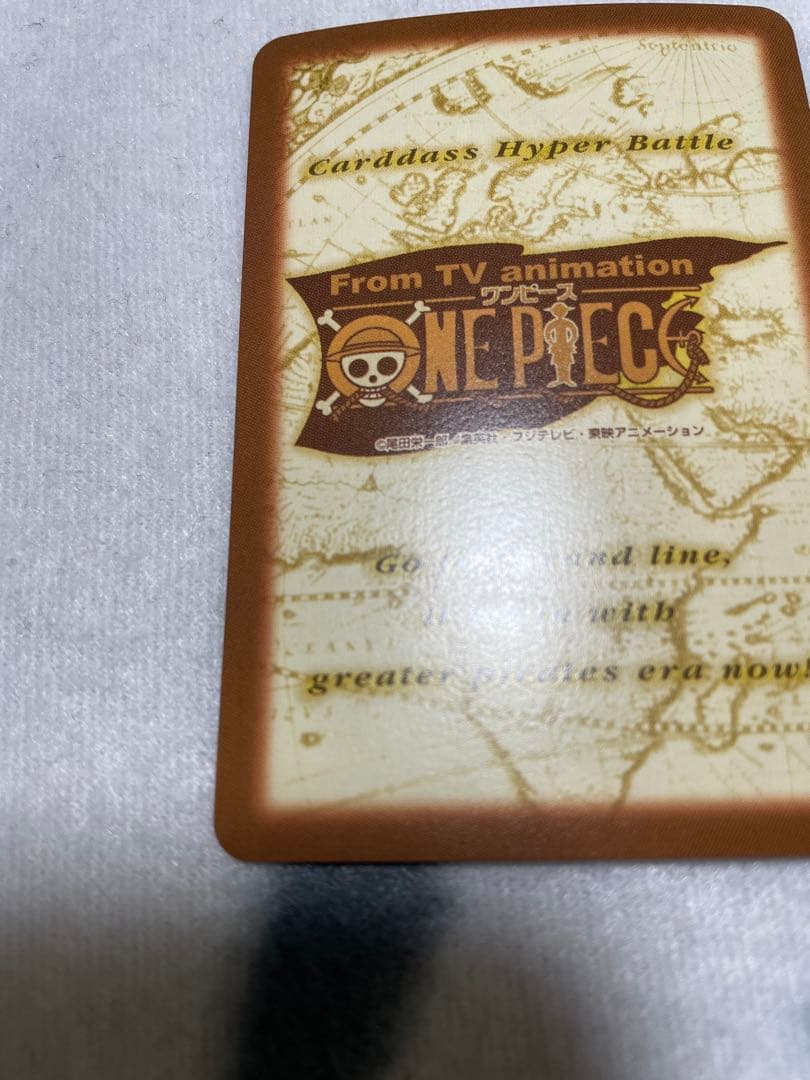 Septentrio
Carddass Hyper Battle
From TV animation
ワンピース
ONE PIECE
©尾田栄一郎/集英社・フジテレビ・東映アニメーション
Go line,
with
greater pirates era now!